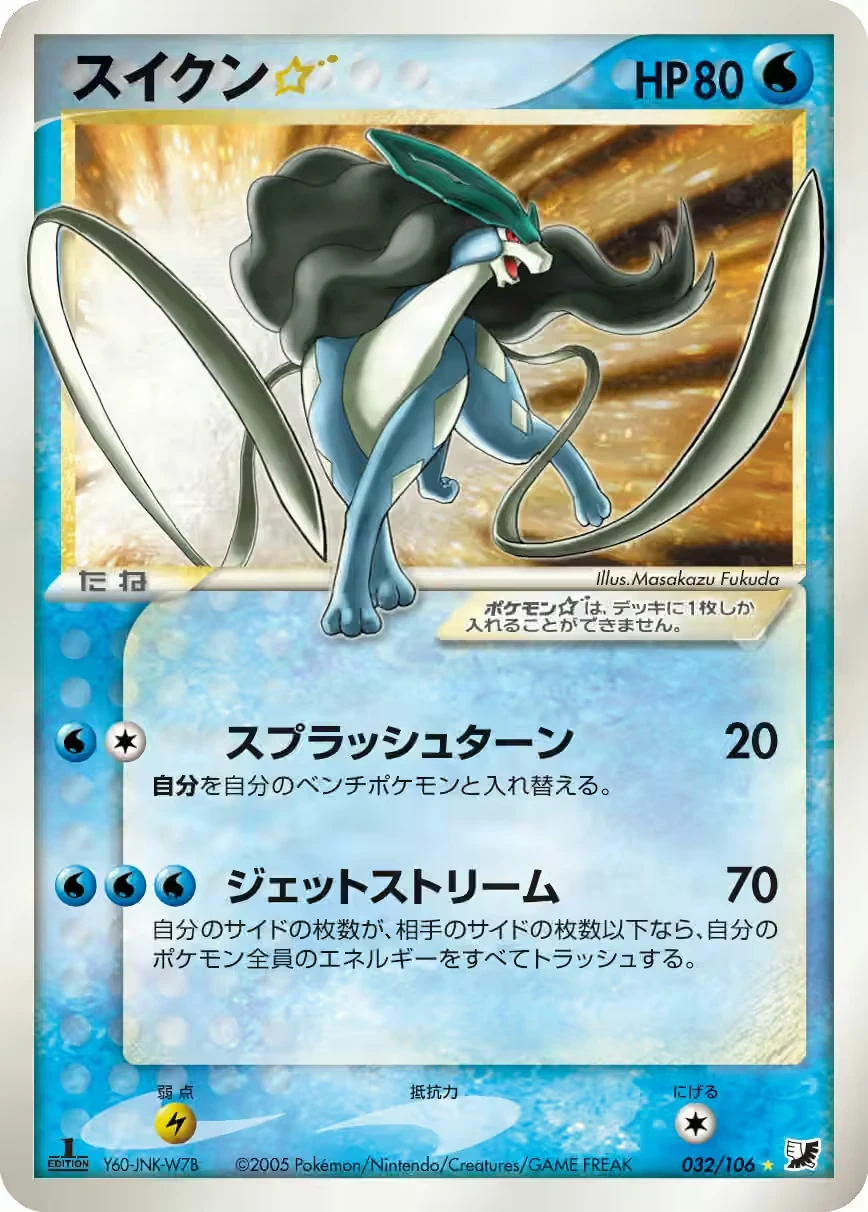 スイクン☆ HP80
たね
Illus.Masakazu Fukuda
ポケモン☆は、デッキに1枚しか
入れることができません。
スプラッシュターン 20
自分を自分のベンチポケモンと入れ替える。
ジェットストリーム 70
自分のサイドの枚数が、相手のサイドの枚数以下なら、自分の
ポケモン全員のエネルギーをすべてトラッシュする。
弱点 抵抗力 にげる
1 EDITION Y60-JNK-W7B ©2005 Pokémon/Nintendo/Creatures/GAME FREAK 032/106 ★